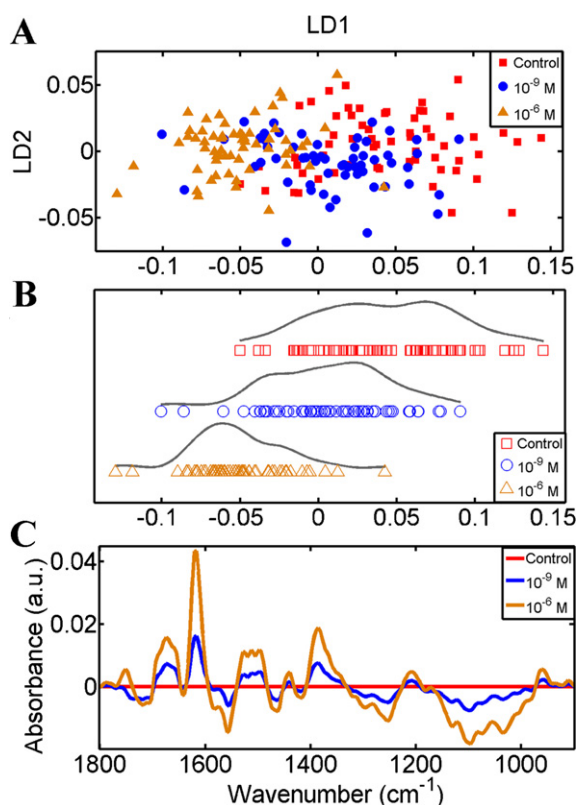 A
LD1
LD2
0.05
0
-0.05
Control
10⁻⁹ M
10⁻⁶ M
-0.1 -0.05 0 0.05 0.1 0.15
B
Control
10⁻⁹ M
10⁻⁶ M
-0.1 -0.05 0 0.05 0.1 0.15
C
Absorbance (a.u.)
0.04
0.02
0
Control
10⁻⁹ M
10⁻⁶ M
1800 1600 1400 1200 1000
Wavenumber (cm⁻¹)